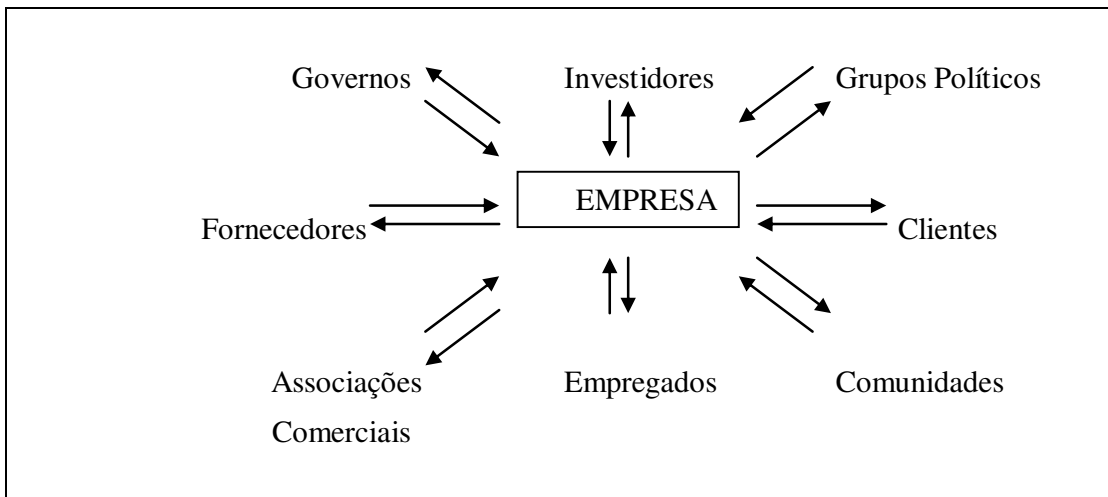 Governos Investidores Grupos Políticos
EMPRESA
Fornecedores Clientes
Associações Empregados Comunidades
Comerciais